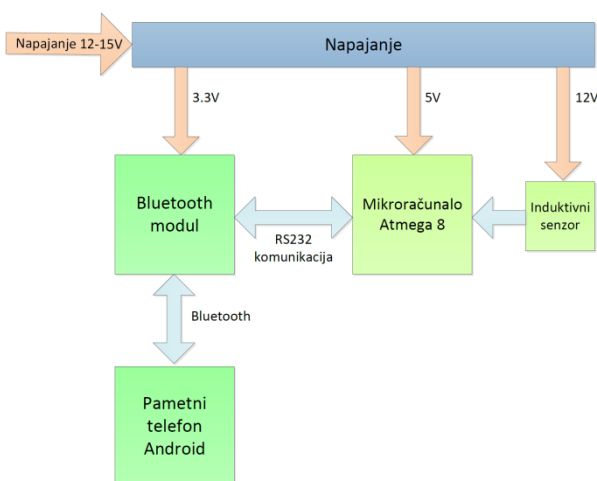 Napajanje 12-15V
Napajanje
3.3V
5V
12V
Bluetooth
modul
RS232
komunikacija
Mikroračunalo
Atmega 8
Induktivni
senzor
Bluetooth
Pametni
telefon
Android